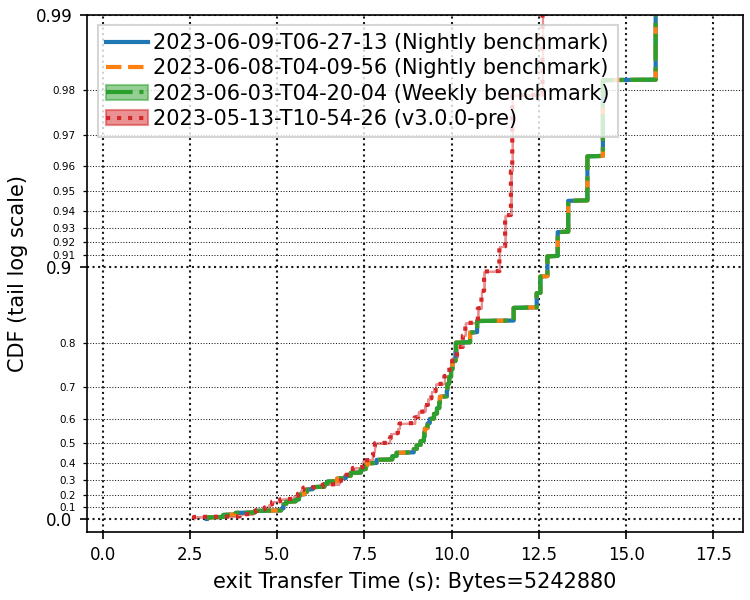 0.99
2023-06-09-T06-27-13 (Nightly benchmark)
2023-06-08-T04-09-56 (Nightly benchmark)
2023-06-03-T04-20-04 (Weekly benchmark)
2023-05-13-T10-54-26 (v3.0.0-pre)
0.98
0.97
0.96
0.95
0.94
0.93
0.92
0.91
0.9
0.8
0.7
0.6
0.5
0.4
0.3
0.2
0.1
0.0
CDF (tail log scale)
0.0 2.5 5.0 7.5 10.0 12.5 15.0 17.5
exit Transfer Time (s): Bytes=5242880